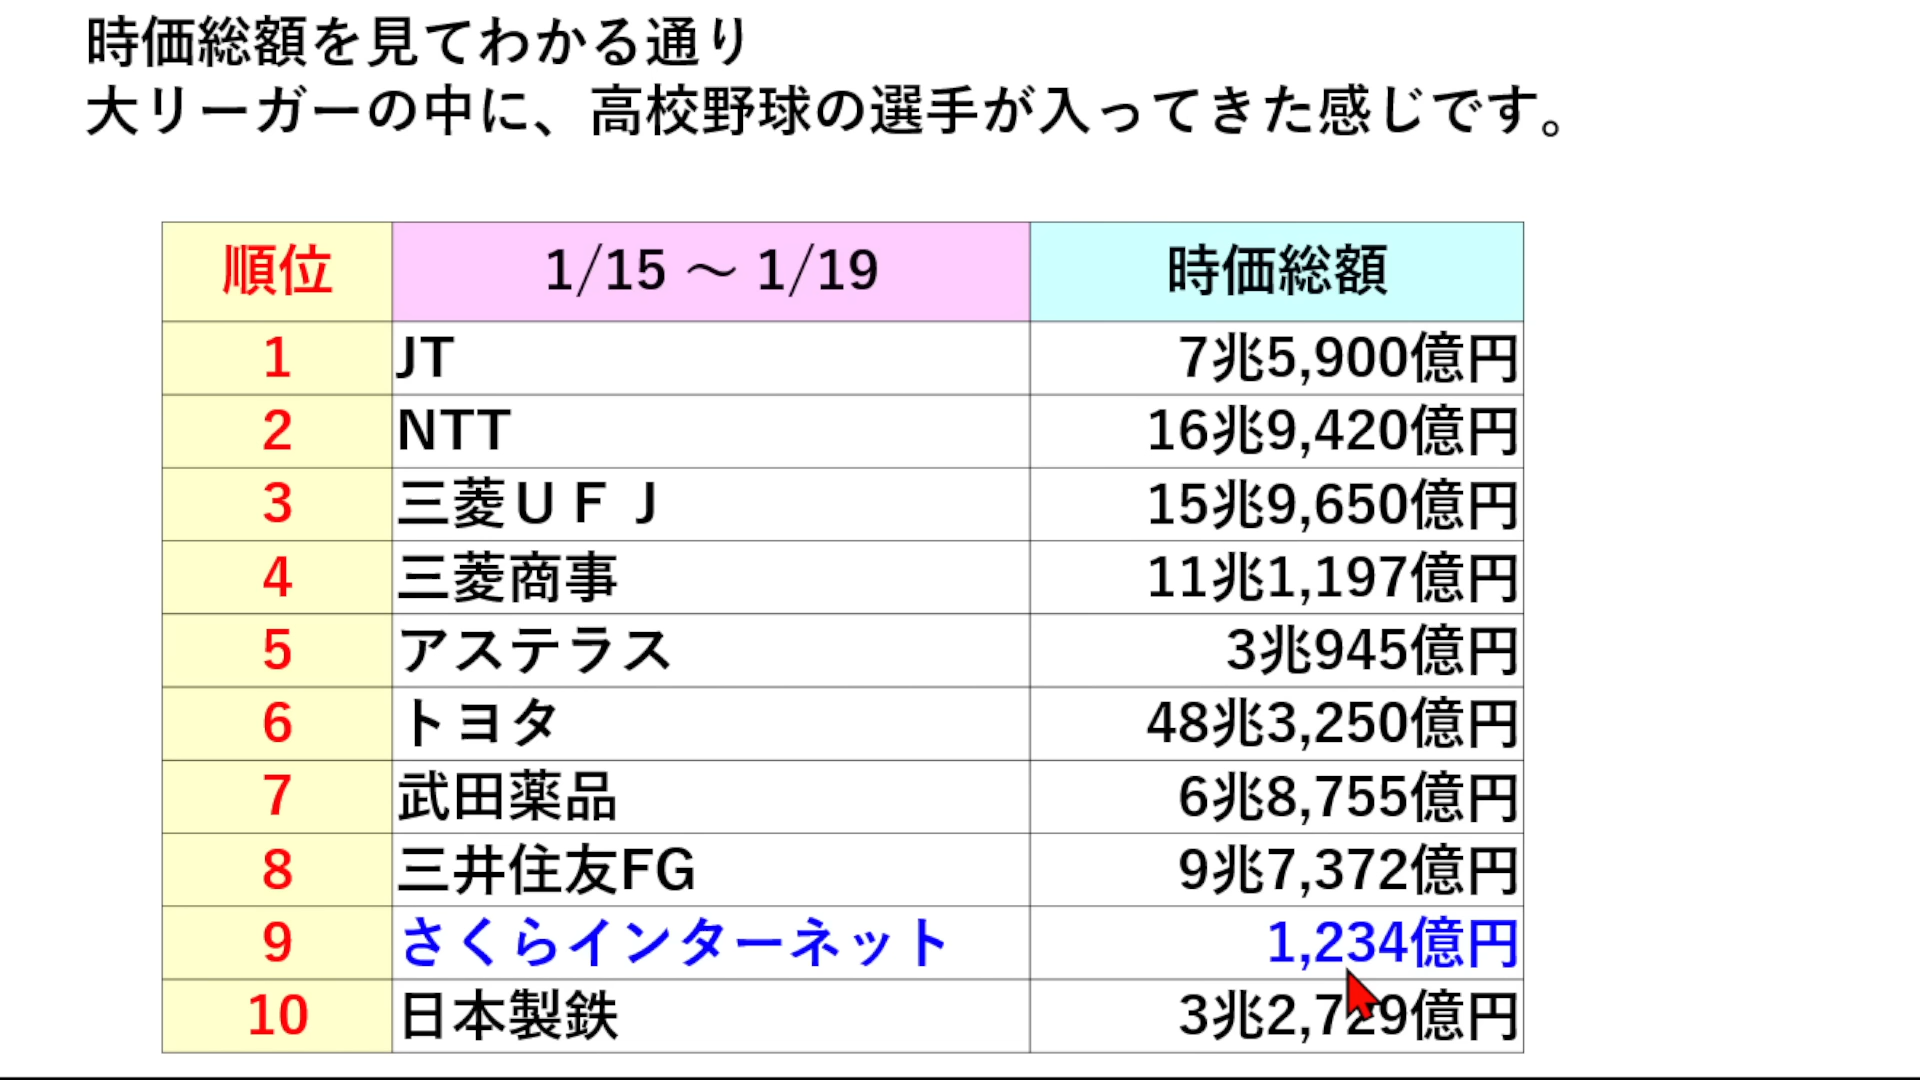 時価総額を見てわかる通り
大リーガーの中に、高校野球の選手が入ってきた感じです。
順位 1/15 ～ 1/19 時価総額
1 JT 7兆5,900億円
2 NTT 16兆9,420億円
3 三菱ＵＦＪ 15兆9,650億円
4 三菱商事 11兆1,197億円
5 アステラス 3兆945億円
6 トヨタ 48兆3,250億円
7 武田薬品 6兆8,755億円
8 三井住友FG 9兆7,372億円
9 さくらインターネット 1,234億円
10 日本製鉄 3兆2,729億円